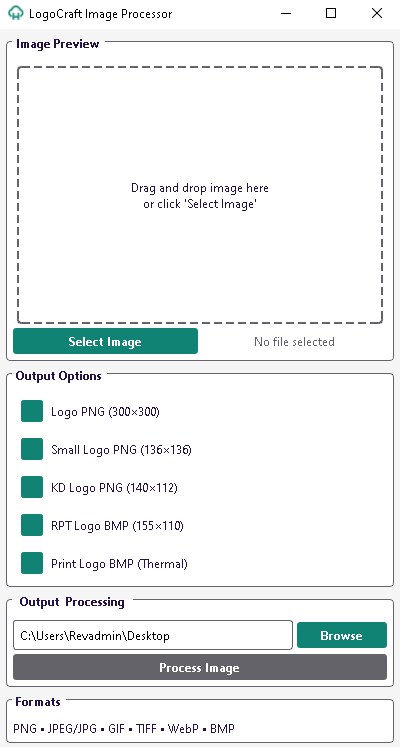 LogoCraft Image Processor
Image Preview
Drag and drop image here
or click 'Select Image'
Select Image No file selected
Output Options
Logo PNG (300×300)
Small Logo PNG (136×136)
KD Logo PNG (140×112)
RPT Logo BMP (155×110)
Print Logo BMP (Thermal)
Output Processing
C:\Users\Revadmin\Desktop Browse
Process Image
Formats
PNG • JPEG/JPG • GIF • TIFF • WebP • BMP